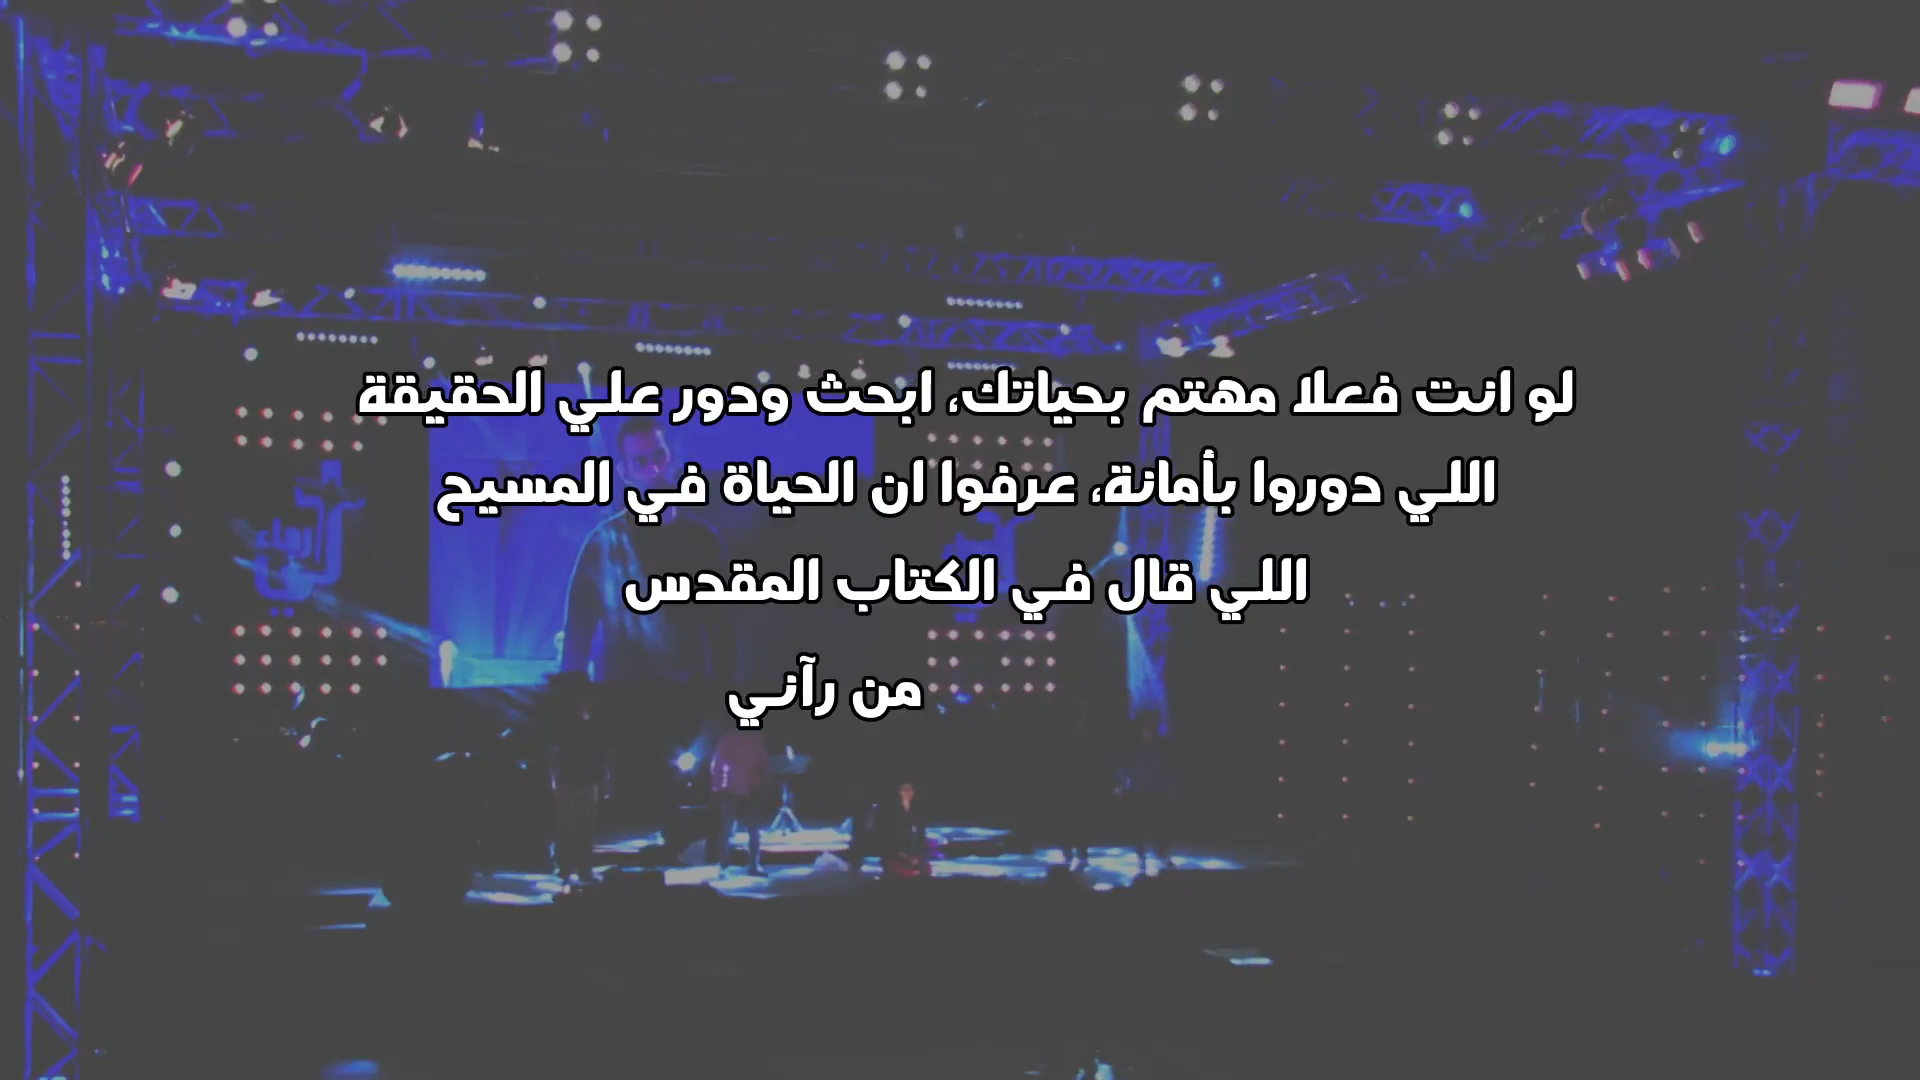 لو انت فعلا مهتم بحياتك، ابحث ودور علي الحقيقة
اللي دوروا بأمانة، عرفوا ان الحياة في المسيح
اللي قال في الكتاب المقدس
من رآني